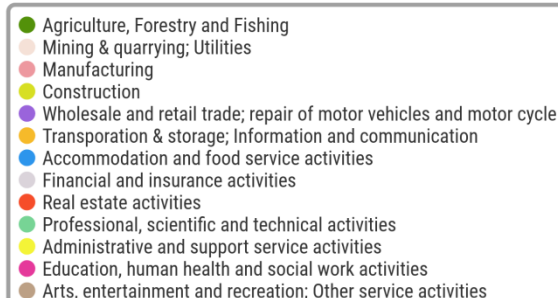 Agriculture, Forestry and Fishing
Mining & quarrying; Utilities
Manufacturing
Construction
Wholesale and retail trade; repair of motor vehicles and motor cycle
Transporation & storage; Information and communication
Accommodation and food service activities
Financial and insurance activities
Real estate activities
Professional, scientific and technical activities
Administrative and support service activities
Education, human health and social work activities
Arts, entertainment and recreation; Other service activities